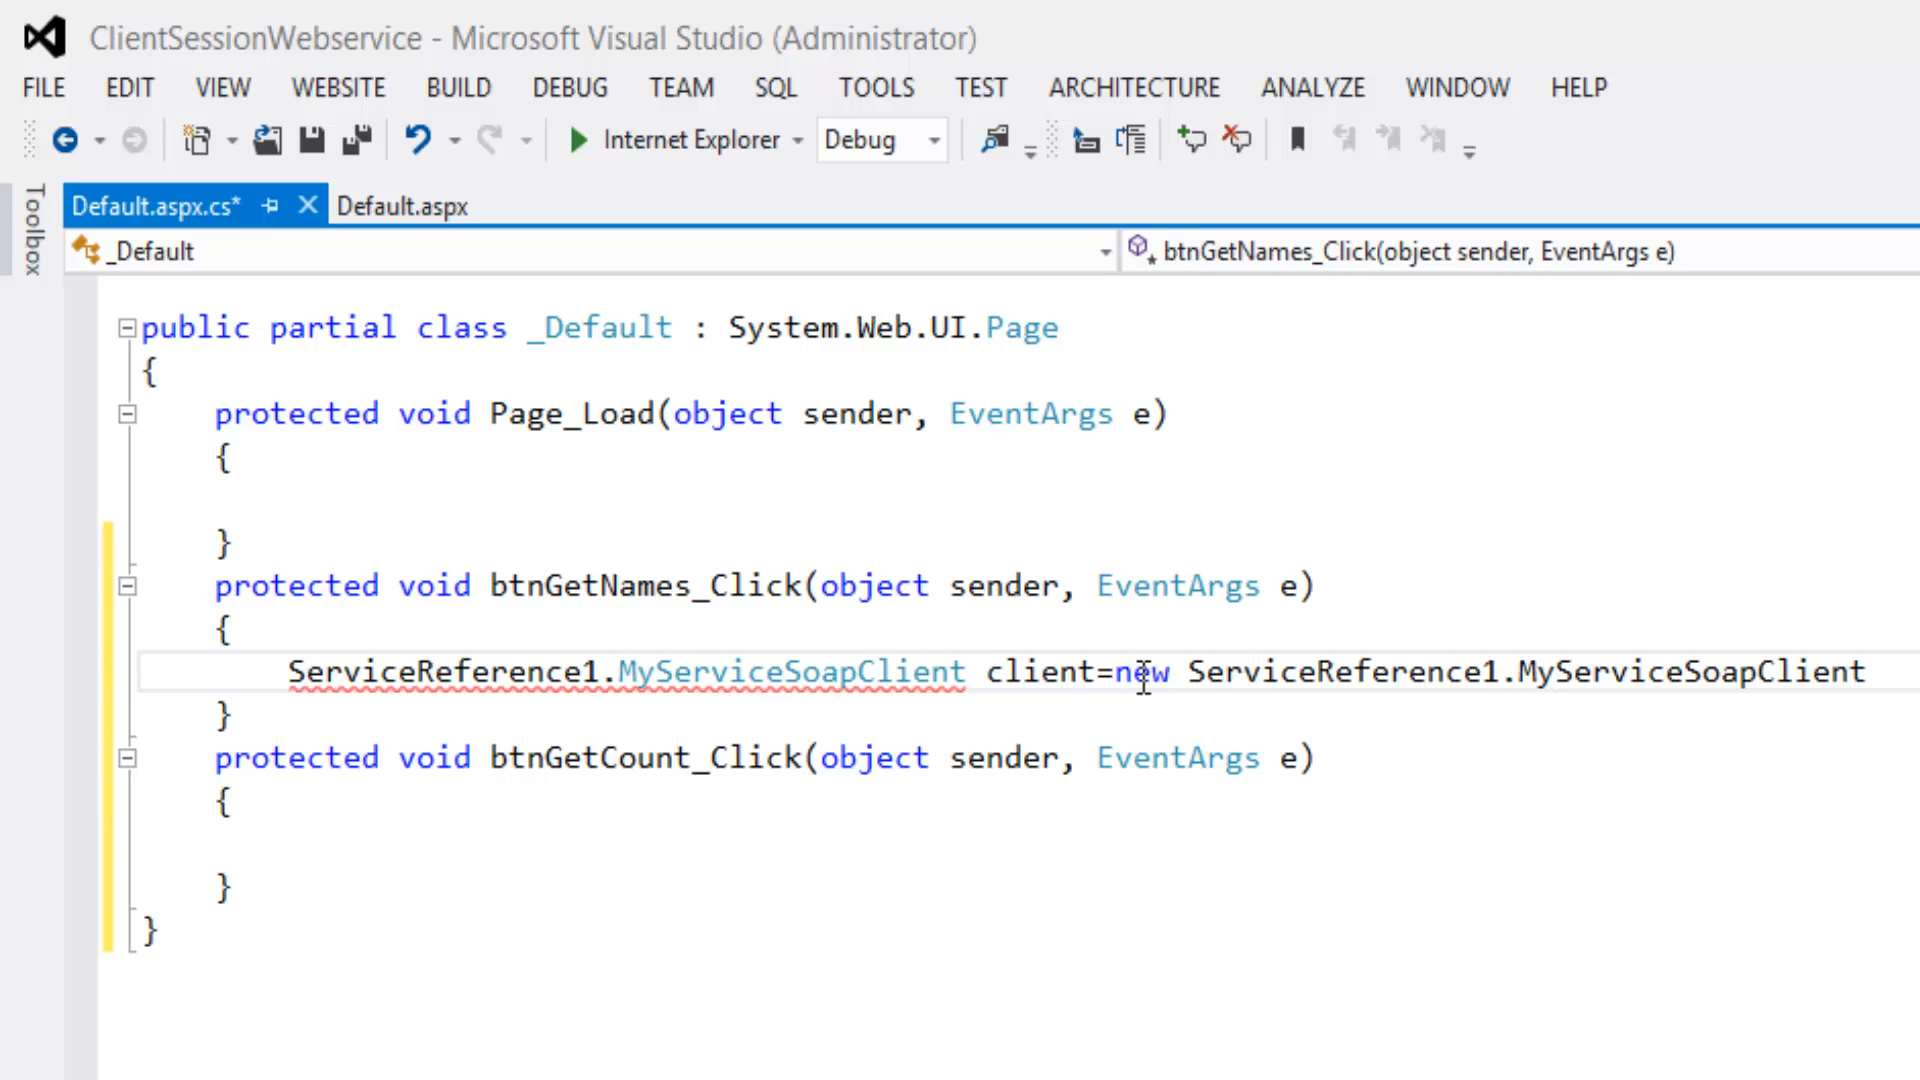 ClientSessionWebservice - Microsoft Visual Studio (Administrator)
FILE EDIT VIEW WEBSITE BUILD DEBUG TEAM SQL TOOLS TEST ARCHITECTURE ANALYZE WINDOW HELP
Internet Explorer Debug
Toolbox
Default.aspx.cs* Default.aspx
_Default btnGetNames_Click(object sender, EventArgs e)
public partial class _Default : System.Web.UI.Page
{
protected void Page_Load(object sender, EventArgs e)
{
}
protected void btnGetNames_Click(object sender, EventArgs e)
{
ServiceReference1.MyServiceSoapClient client=new ServiceReference1.MyServiceSoapClient
}
protected void btnGetCount_Click(object sender, EventArgs e)
{
}
}